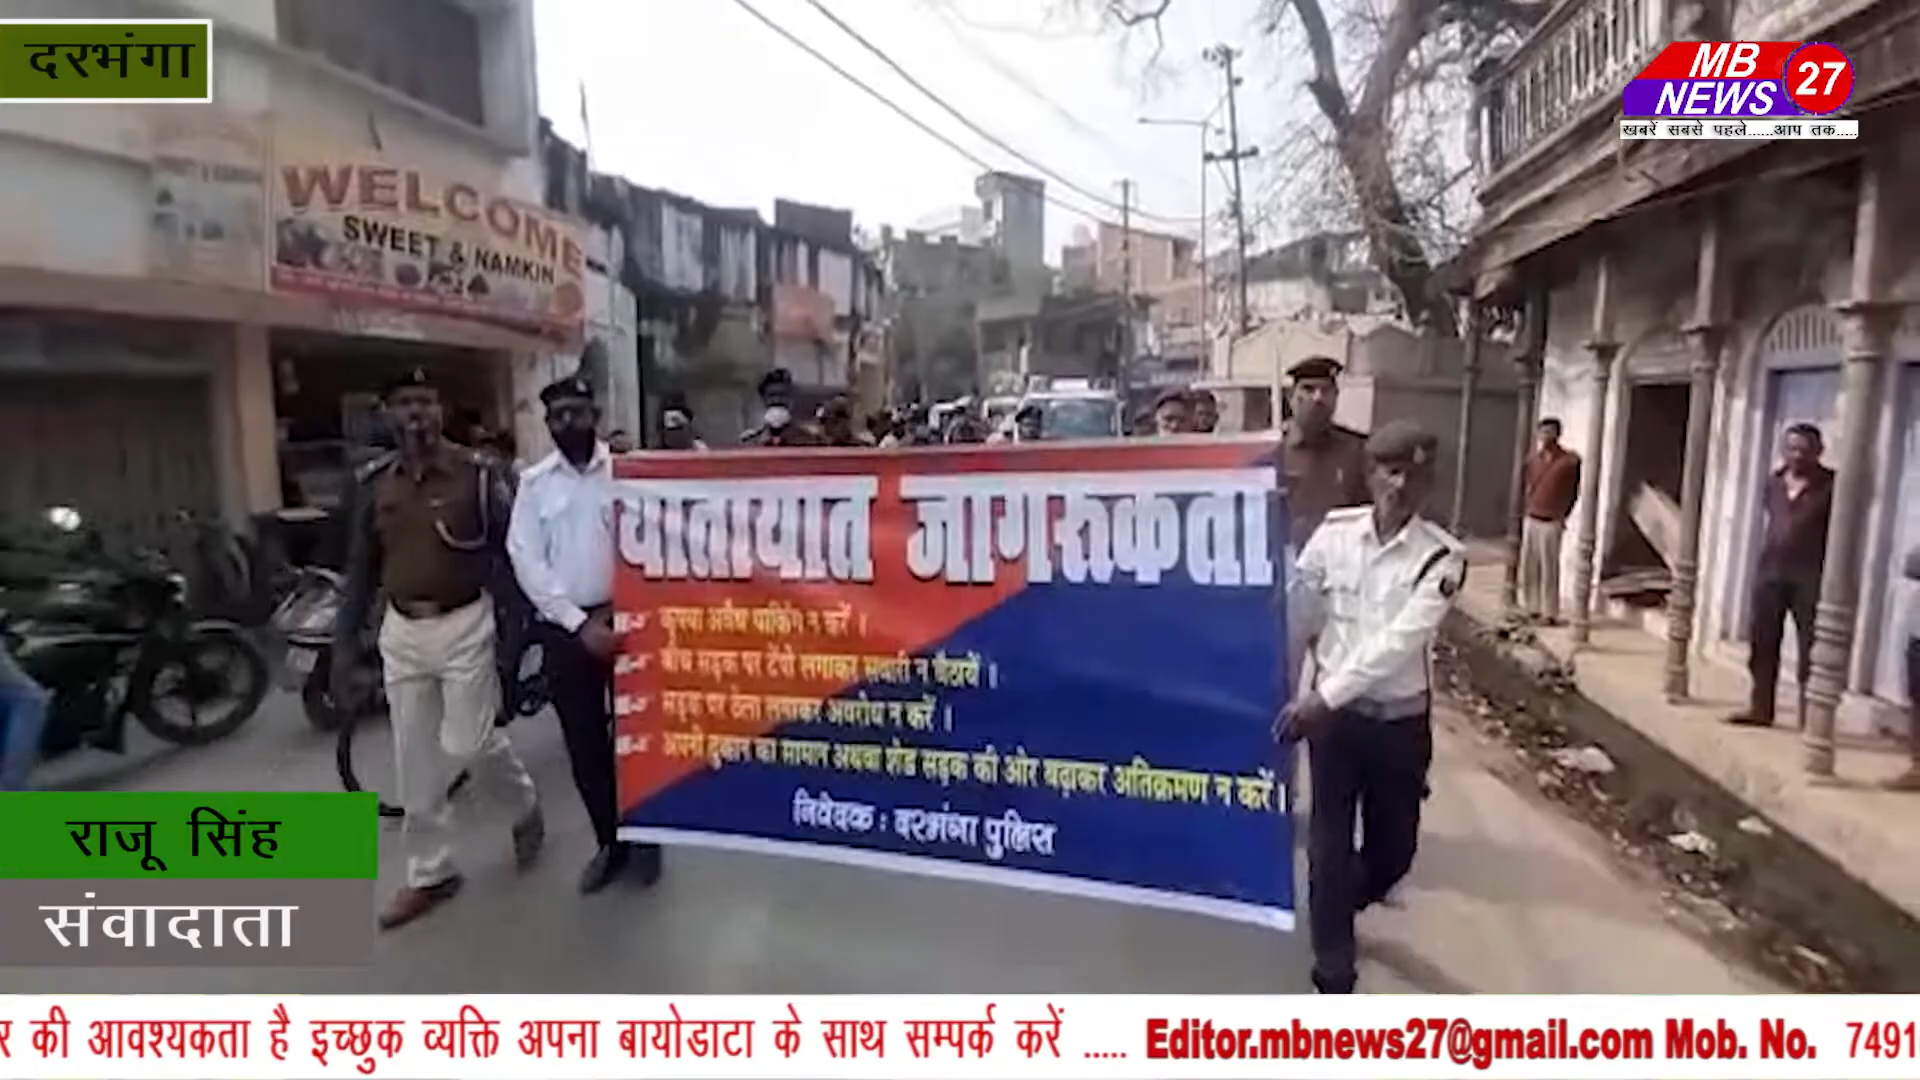 दरभंगा
MB
NEWS
27
खबरें सबसे पहले......आप तक.....
WELCOME
SWEET & NAMKIN
यातायात जागरूकता
कृपया अवैध पार्किंग न करें ।
बीच सड़क पर टेंपो लगाकर सवारी न बैठायें ।
सड़क पर ठेला लगाकर अवरोध न करें ।
अपनी दुकान का सामान अथवा शेड सड़क की ओर बढ़ाकर अतिक्रमण न करें ।
निवेदक : दरभंगा पुलिस
राजू सिंह
संवादाता
र की आवश्यकता है इच्छुक व्यक्ति अपना बायोडाटा के साथ सम्पर्क करें ..... Editor.mbnews27@gmail.com Mob. No. 7491